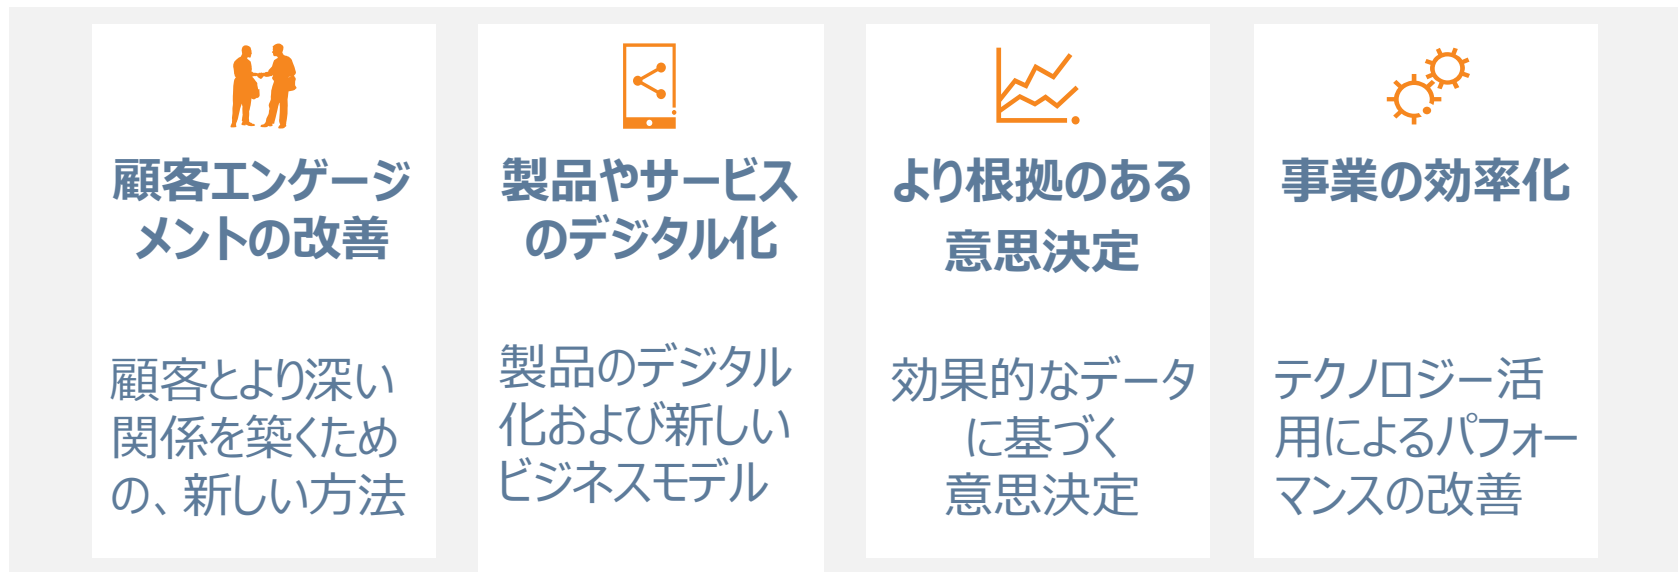 顧客エンゲージ
メントの改善
顧客とより深い
関係を築くため
の、新しい方法
製品やサービス
のデジタル化
製品のデジタル
化および新しい
ビジネスモデル
より根拠のある
意思決定
効果的なデータ
に基づく
意思決定
事業の効率化
テクノロジー活
用によるパフォー
マンスの改善